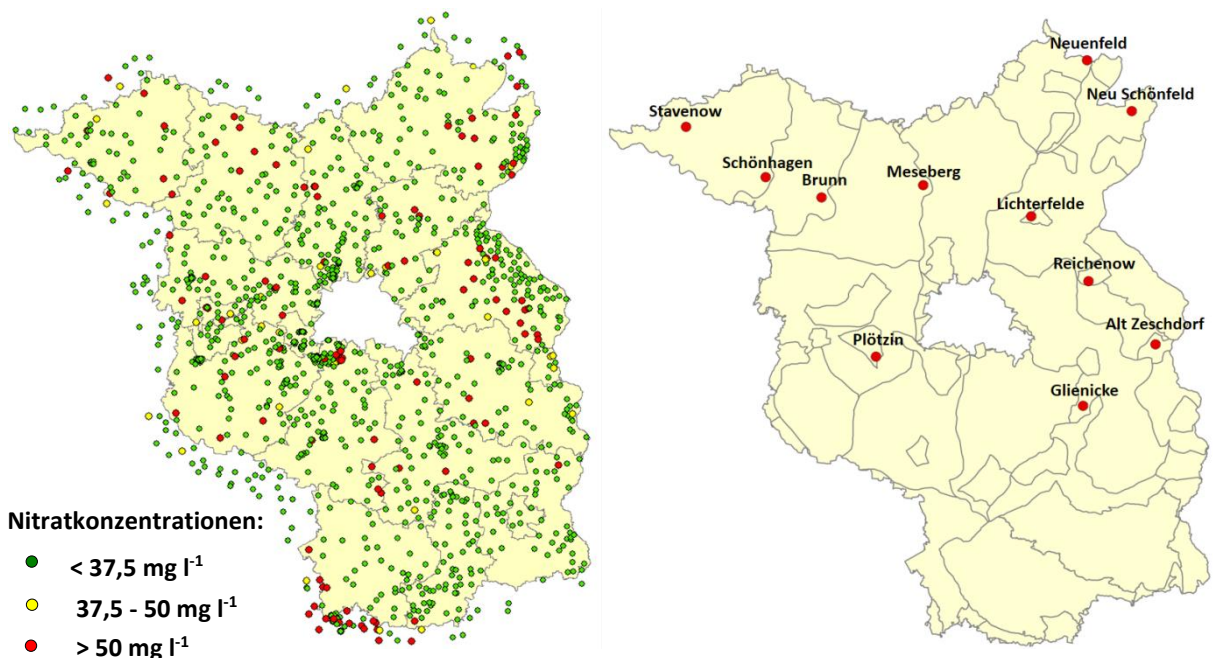 Nitratkonzentrationen:
< 37,5 mg l⁻¹
37,5 - 50 mg l⁻¹
> 50 mg l⁻¹
Neuenfeld
Neu Schönfeld
Stavenow
Schönhagen
Brunn
Meseberg
Lichterfelde
Reichenow
Alt Zeschdorf
Plötzin
Glienicke